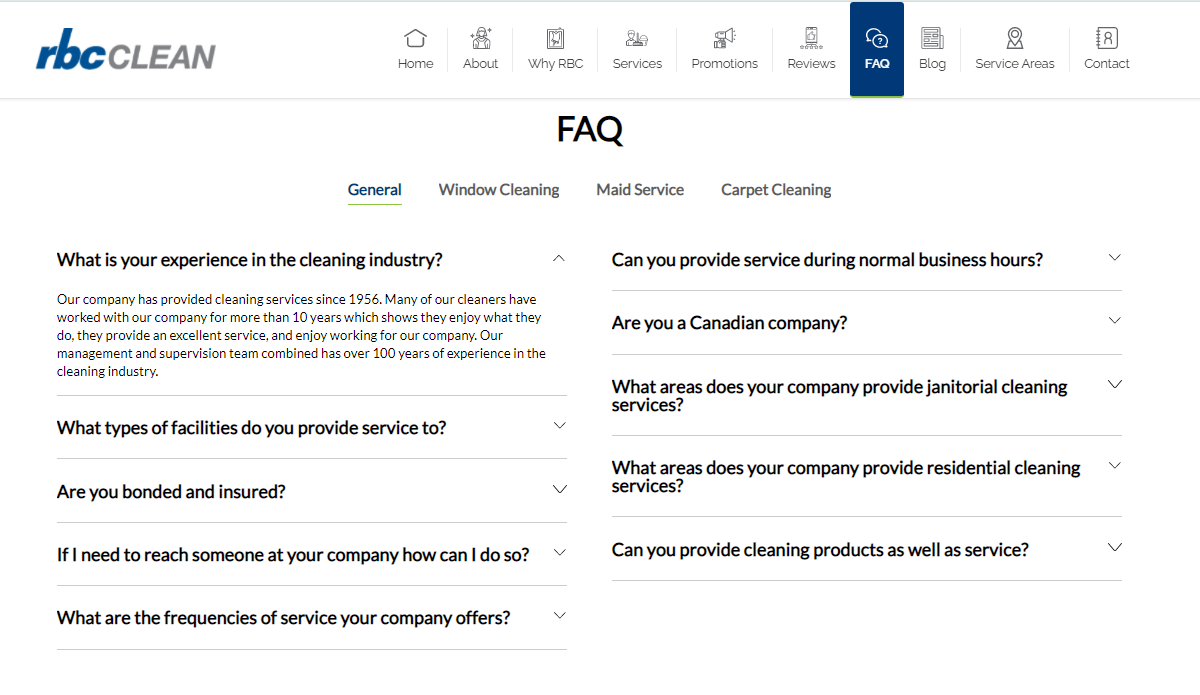 rbcCLEAN
Home
About
Why RBC
Services
Promotions
Reviews
FAQ
Blog
Service Areas
Contact
FAQ
General
Window Cleaning
Maid Service
Carpet Cleaning
What is your experience in the cleaning industry?
Our company has provided cleaning services since 1956. Many of our cleaners have
worked with our company for more than 10 years which shows they enjoy what they
do, they provide an excellent service, and enjoy working for our company. Our
management and supervision team combined has over 100 years of experience in the
cleaning industry.
What types of facilities do you provide service to?
Are you bonded and insured?
If I need to reach someone at your company how can I do so?
What are the frequencies of service your company offers?
Can you provide service during normal business hours?
Are you a Canadian company?
What areas does your company provide janitorial cleaning
services?
What areas does your company provide residential cleaning
services?
Can you provide cleaning products as well as service?